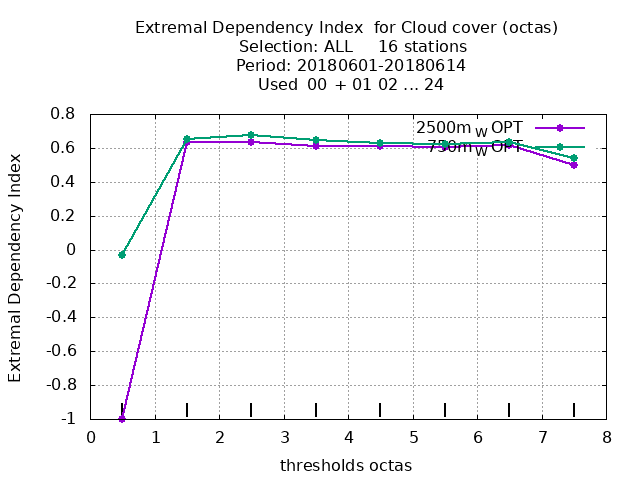 Extremal Dependency Index  for Cloud cover (octas)
Selection: ALL     16 stations
Period: 20180601-20180614
Used  00  + 01 02 ... 24
2500m W OPT
750m W OPT
Extremal Dependency Index
0.8
0.6
0.4
0.2
0
-0.2
-0.4
-0.6
-0.8
-1
0 1 2 3 4 5 6 7 8
thresholds octas